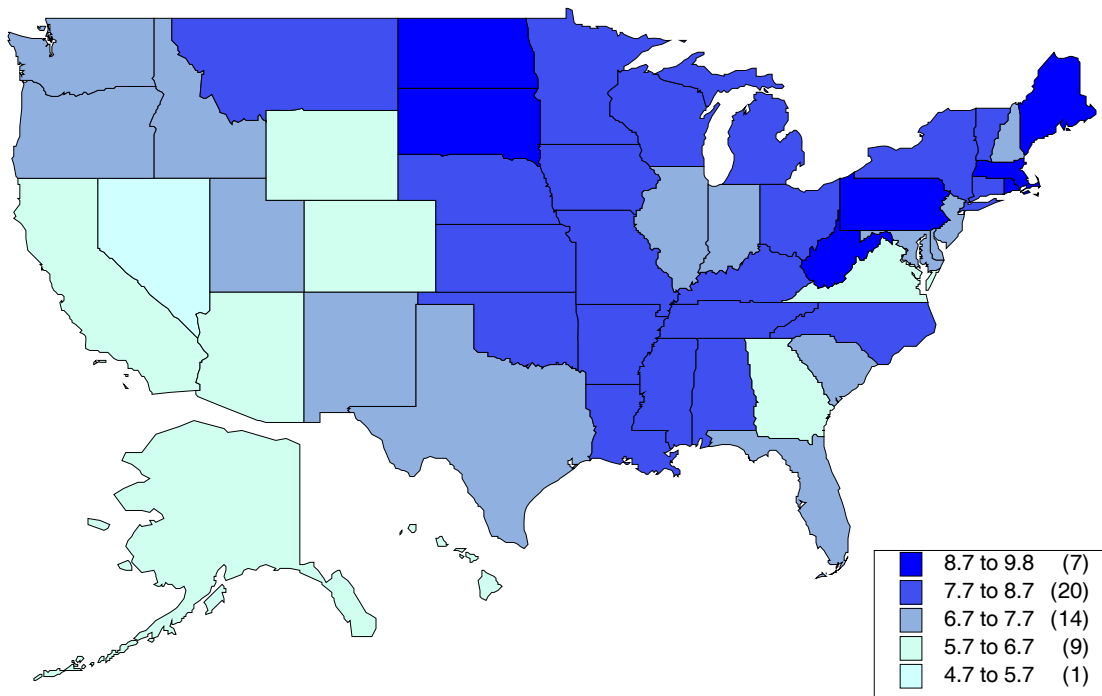 8.7 to 9.8 (7)
7.7 to 8.7 (20)
6.7 to 7.7 (14)
5.7 to 6.7 (9)
4.7 to 5.7 (1)